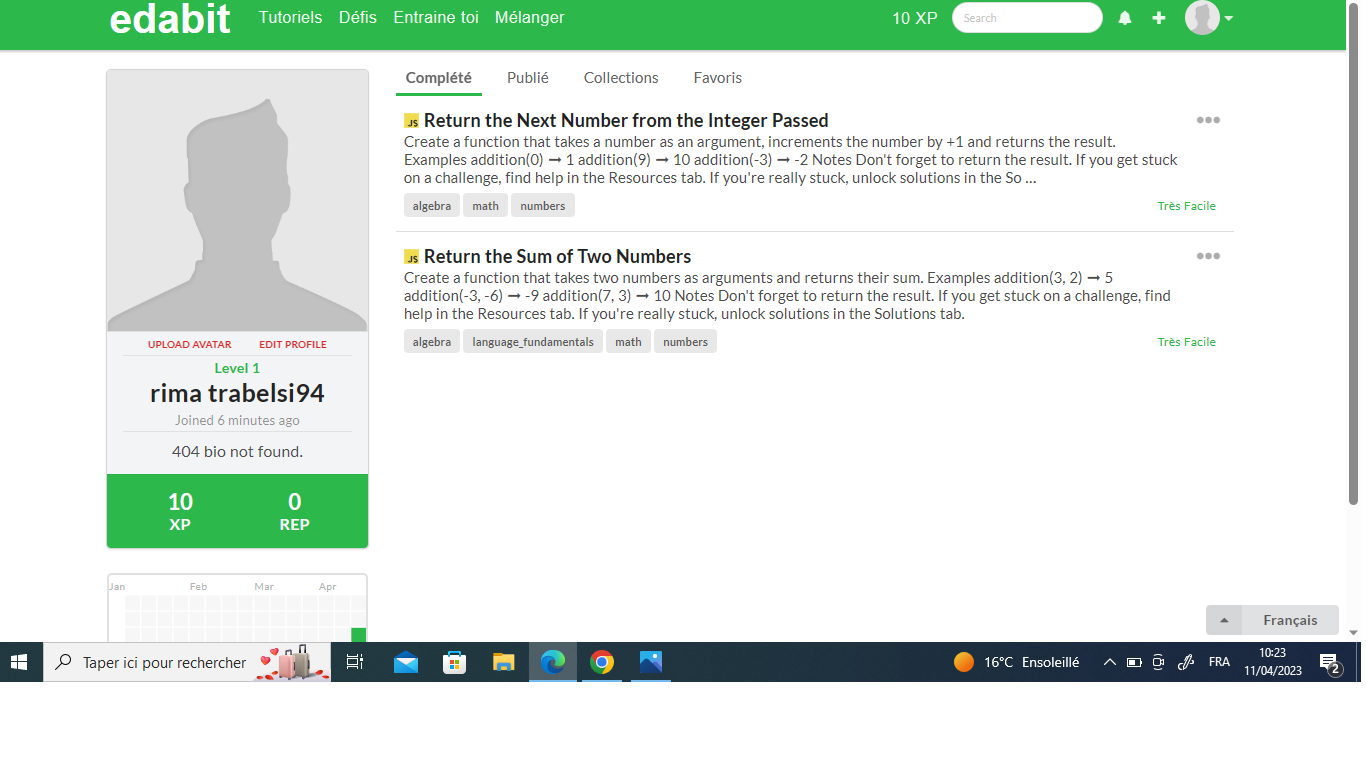 edabit
Tutoriels Défis Entraine toi Mélanger
10 XP
Search
Complété Publié Collections Favoris
JS Return the Next Number from the Integer Passed
Create a function that takes a number as an argument, increments the number by +1 and returns the result.
Examples addition(0) ➞ 1 addition(9) ➞ 10 addition(-3) ➞ -2 Notes Don't forget to return the result. If you get stuck
on a challenge, find help in the Resources tab. If you're really stuck, unlock solutions in the So ...
algebra math numbers
Très Facile
JS Return the Sum of Two Numbers
Create a function that takes two numbers as arguments and returns their sum. Examples addition(3, 2) ➞ 5
addition(-3, -6) ➞ -9 addition(7, 3) ➞ 10 Notes Don't forget to return the result. If you get stuck on a challenge, find
help in the Resources tab. If you're really stuck, unlock solutions in the Solutions tab.
algebra language_fundamentals math numbers
Très Facile
UPLOAD AVATAR EDIT PROFILE
Level 1
rima trabelsi94
Joined 6 minutes ago
404 bio not found.
10 0
XP REP
Jan Feb Mar Apr
Français
Taper ici pour rechercher
16°C Ensoleillé
FRA
10:23
11/04/2023
2